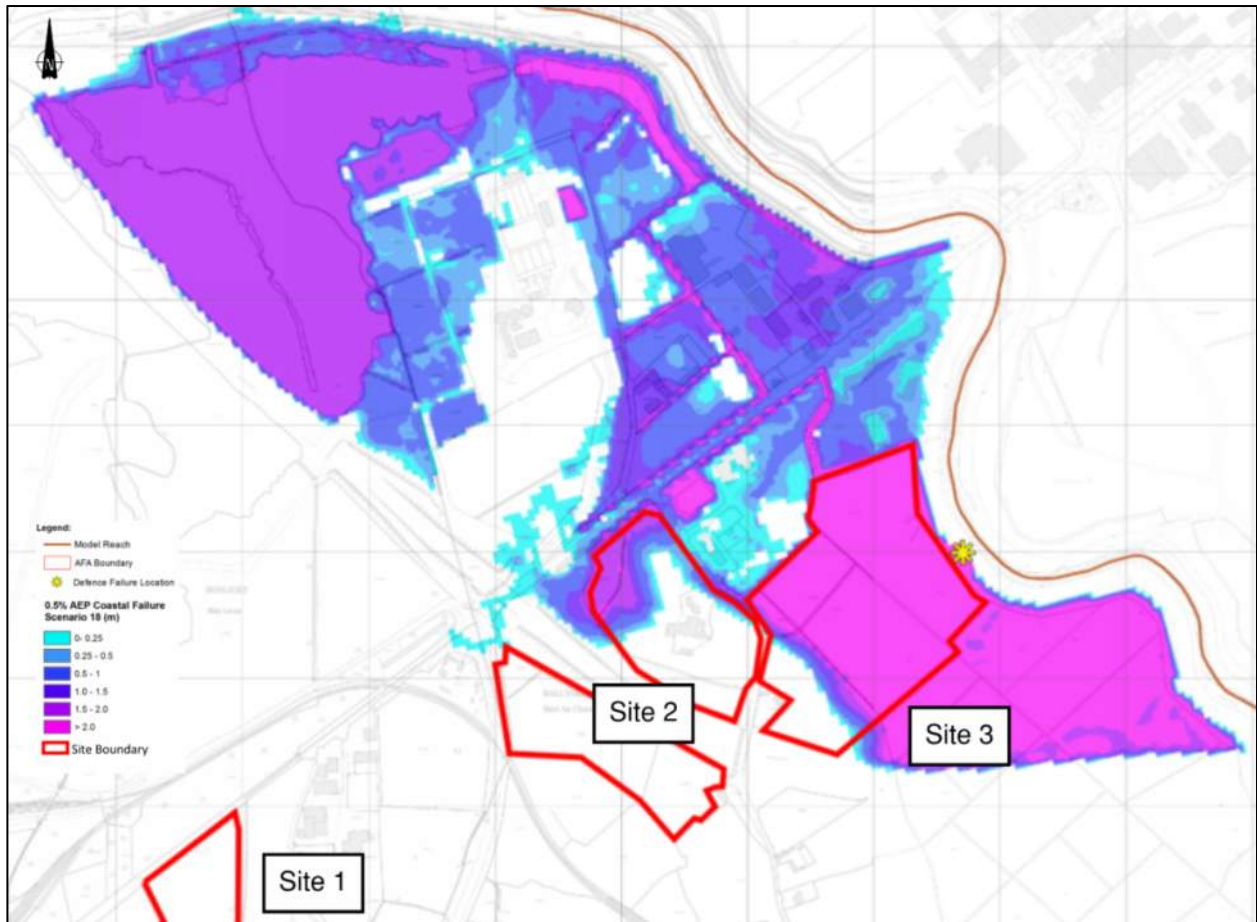 N
Legend:
Model Reach
AFA Boundary
Defence Failure Location
0.5% AEP Coastal Failure
Scenario 18 (m)
0- 0.25
0.25 - 0.5
0.5 - 1
1.0 - 1.5
1.5 - 2.0
> 2.0
Site Boundary
Site 2
Site 3
Site 1